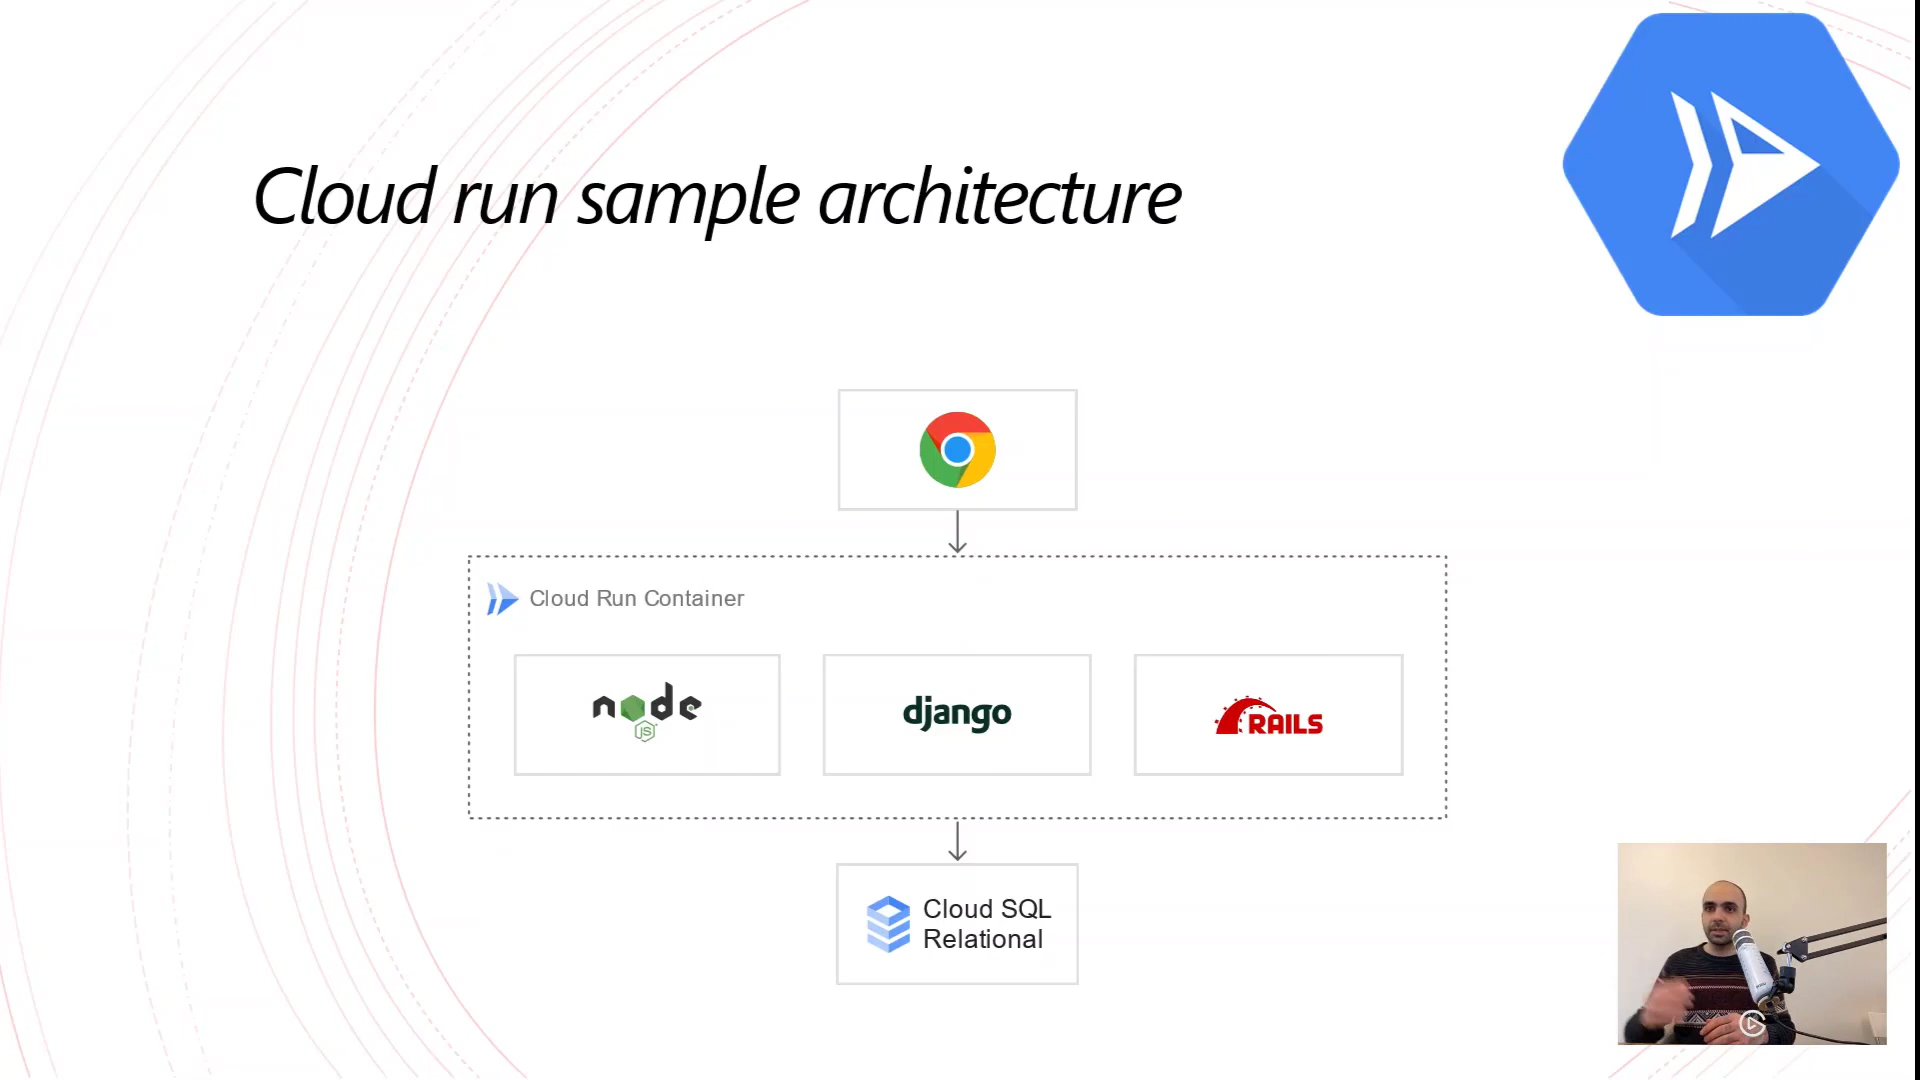 Cloud run sample architecture
Cloud Run Container
node
JS
django
RAILS
Cloud SQL
Relational